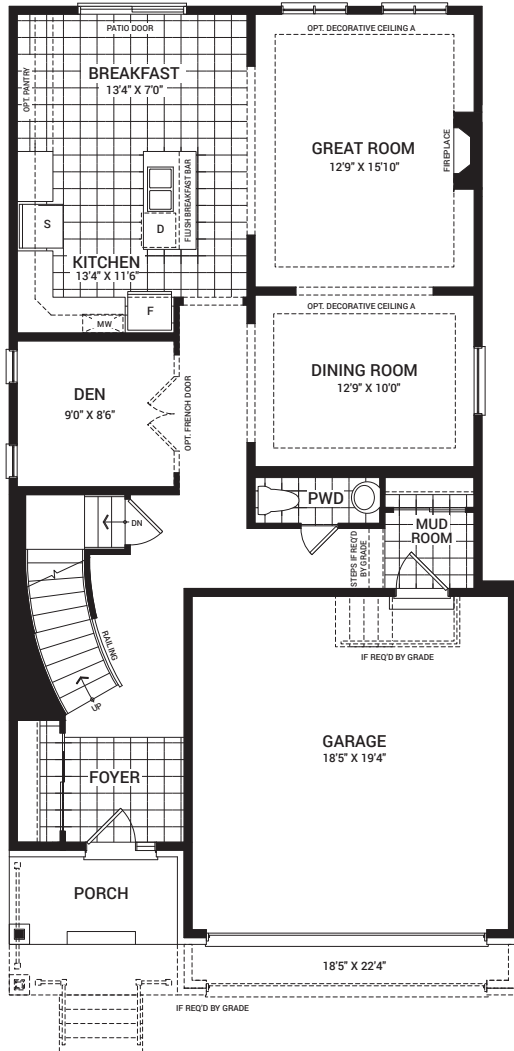 PATIO DOOR
OPT. DECORATIVE CEILING A
BREAKFAST
13'4" X 7'0"
OPT. PANTRY
GREAT ROOM
12'9" X 15'10"
FIREPLACE
FLUSH BREAKFAST BAR
S
D
KITCHEN
13'4" X 11'6"
F
MW
OPT. DECORATIVE CEILING A
DINING ROOM
12'9" X 10'0"
DEN
9'0" X 8'6"
OPT. FRENCH DOOR
PWD
DN
MUD
ROOM
STEPS IF REQ'D
BY GRADE
RAILING
UP
IF REQ'D BY GRADE
GARAGE
18'5" X 19'4"
FOYER
PORCH
18'5" X 22'4"
IF REQ'D BY GRADE